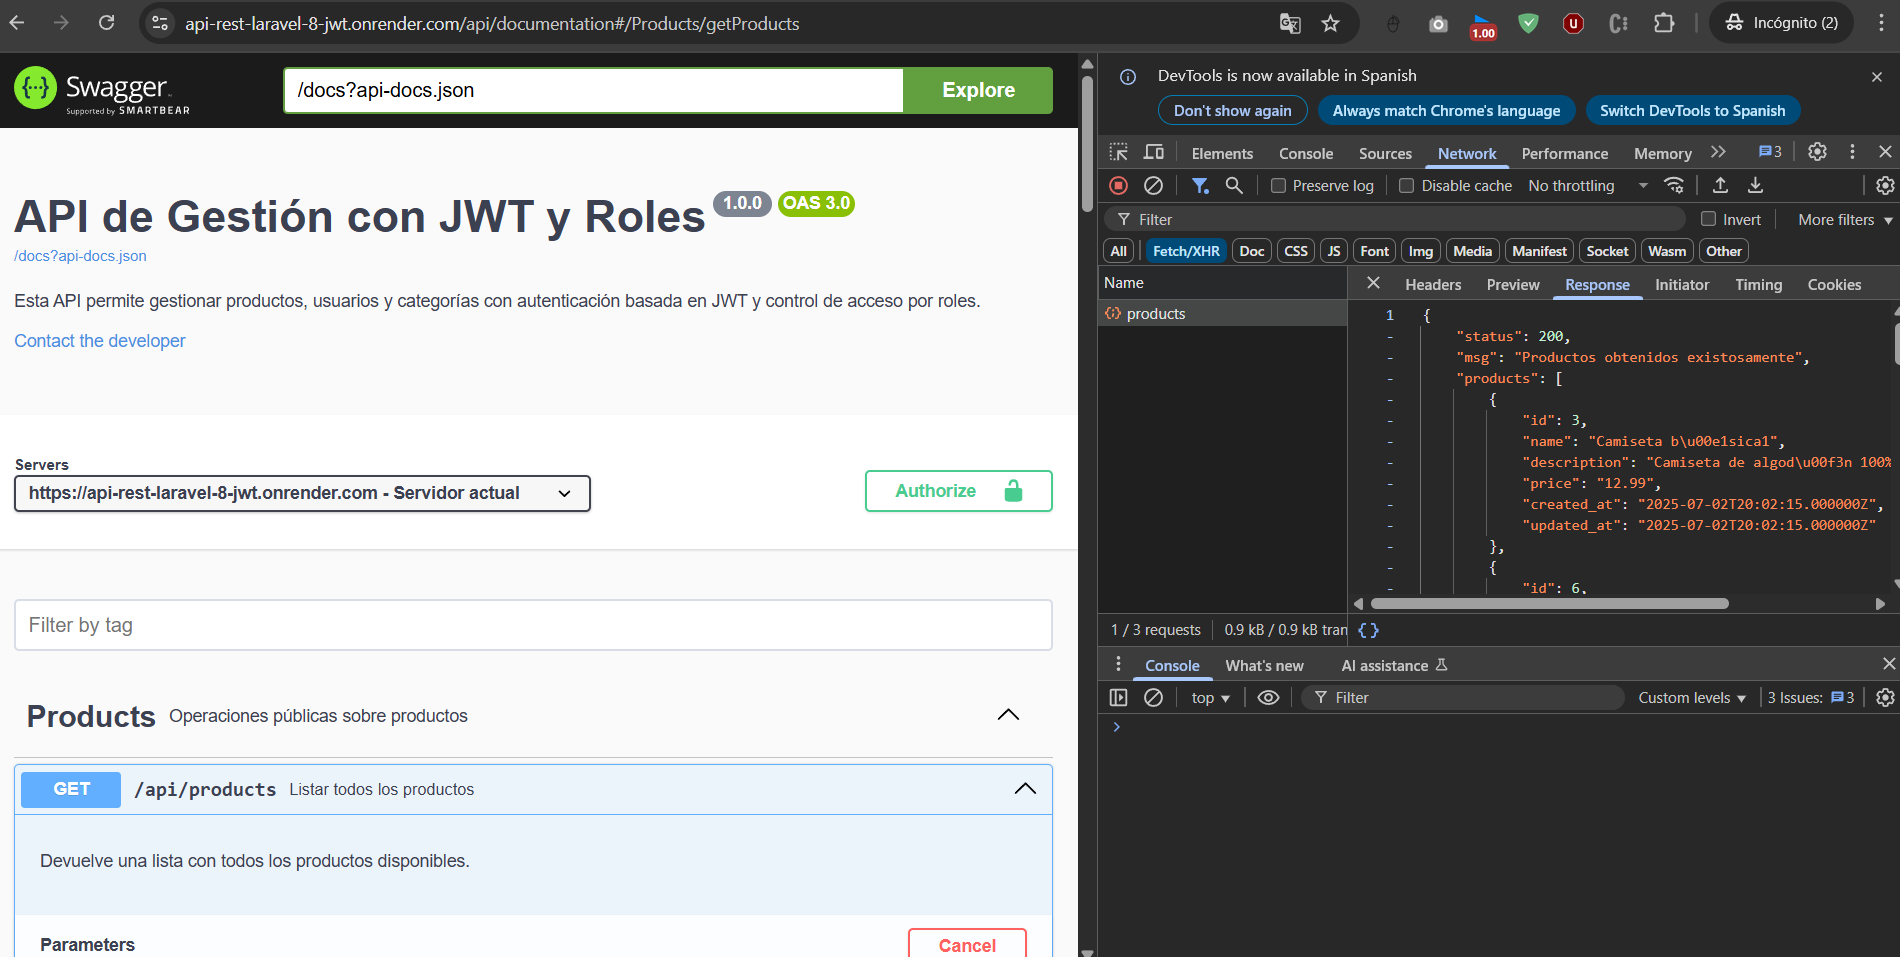 api-rest-laravel-8-jwt.onrender.com/api/documentation#/Products/getProducts
1.00
Incógnito (2)
Swagger
Supported by SMARTBEAR
/docs?api-docs.json
Explore
API de Gestión con JWT y Roles 1.0.0 OAS 3.0
/docs?api-docs.json
Esta API permite gestionar productos, usuarios y categorías con autenticación basada en JWT y control de acceso por roles.
Contact the developer
Servers
https://api-rest-laravel-8-jwt.onrender.com - Servidor actual
Authorize
Filter by tag
Products Operaciones públicas sobre productos
GET /api/products Listar todos los productos
Devuelve una lista con todos los productos disponibles.
Parameters
Cancel
DevTools is now available in Spanish
Don't show again Always match Chrome's language Switch DevTools to Spanish
Elements Console Sources Network Performance Memory 3
Preserve log Disable cache No throttling
Filter Invert More filters
All Fetch/XHR Doc CSS JS Font Img Media Manifest Socket Wasm Other
Name
products
Headers Preview Response Initiator Timing Cookies
1 {
- "status": 200,
- "msg": "Productos obtenidos existosamente",
- "products": [
- {
- "id": 3,
- "name": "Camiseta b\u00e1sica1",
- "description": "Camiseta de algod\u00f3n 100%
- "price": "12.99",
- "created_at": "2025-07-02T20:02:15.000000Z",
- "updated_at": "2025-07-02T20:02:15.000000Z"
- },
- {
- "id": 6,
1 / 3 requests 0.9 kB / 0.9 kB tran {}
Console What's new AI assistance
top Filter Custom levels 3 Issues: 3